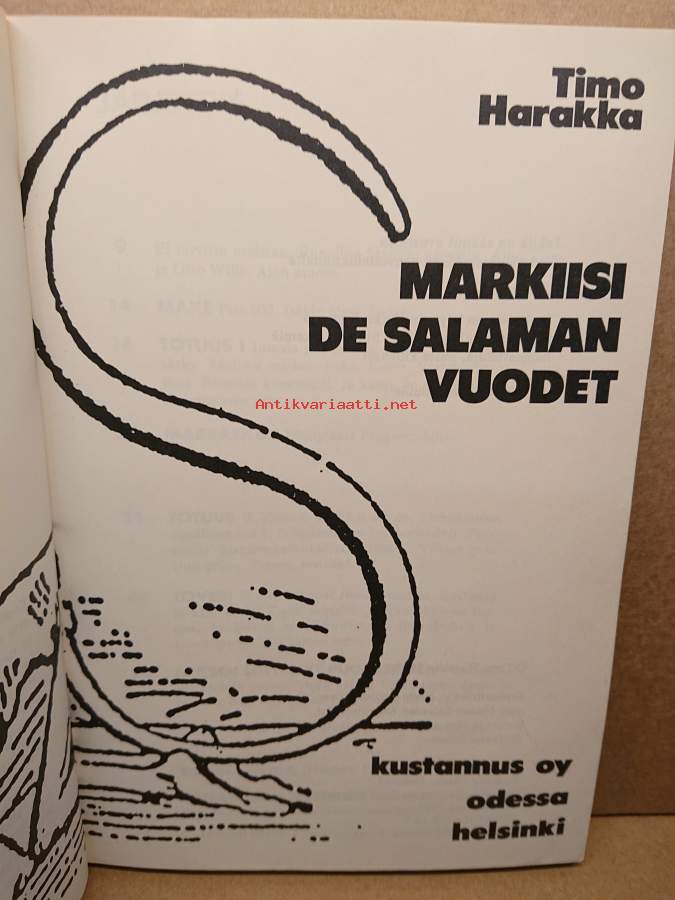 Timo
Harakka
MARKIISI
DE SALAMAN
VUODET
Antikvariaatti.net
kustannus oy
odessa
helsinki